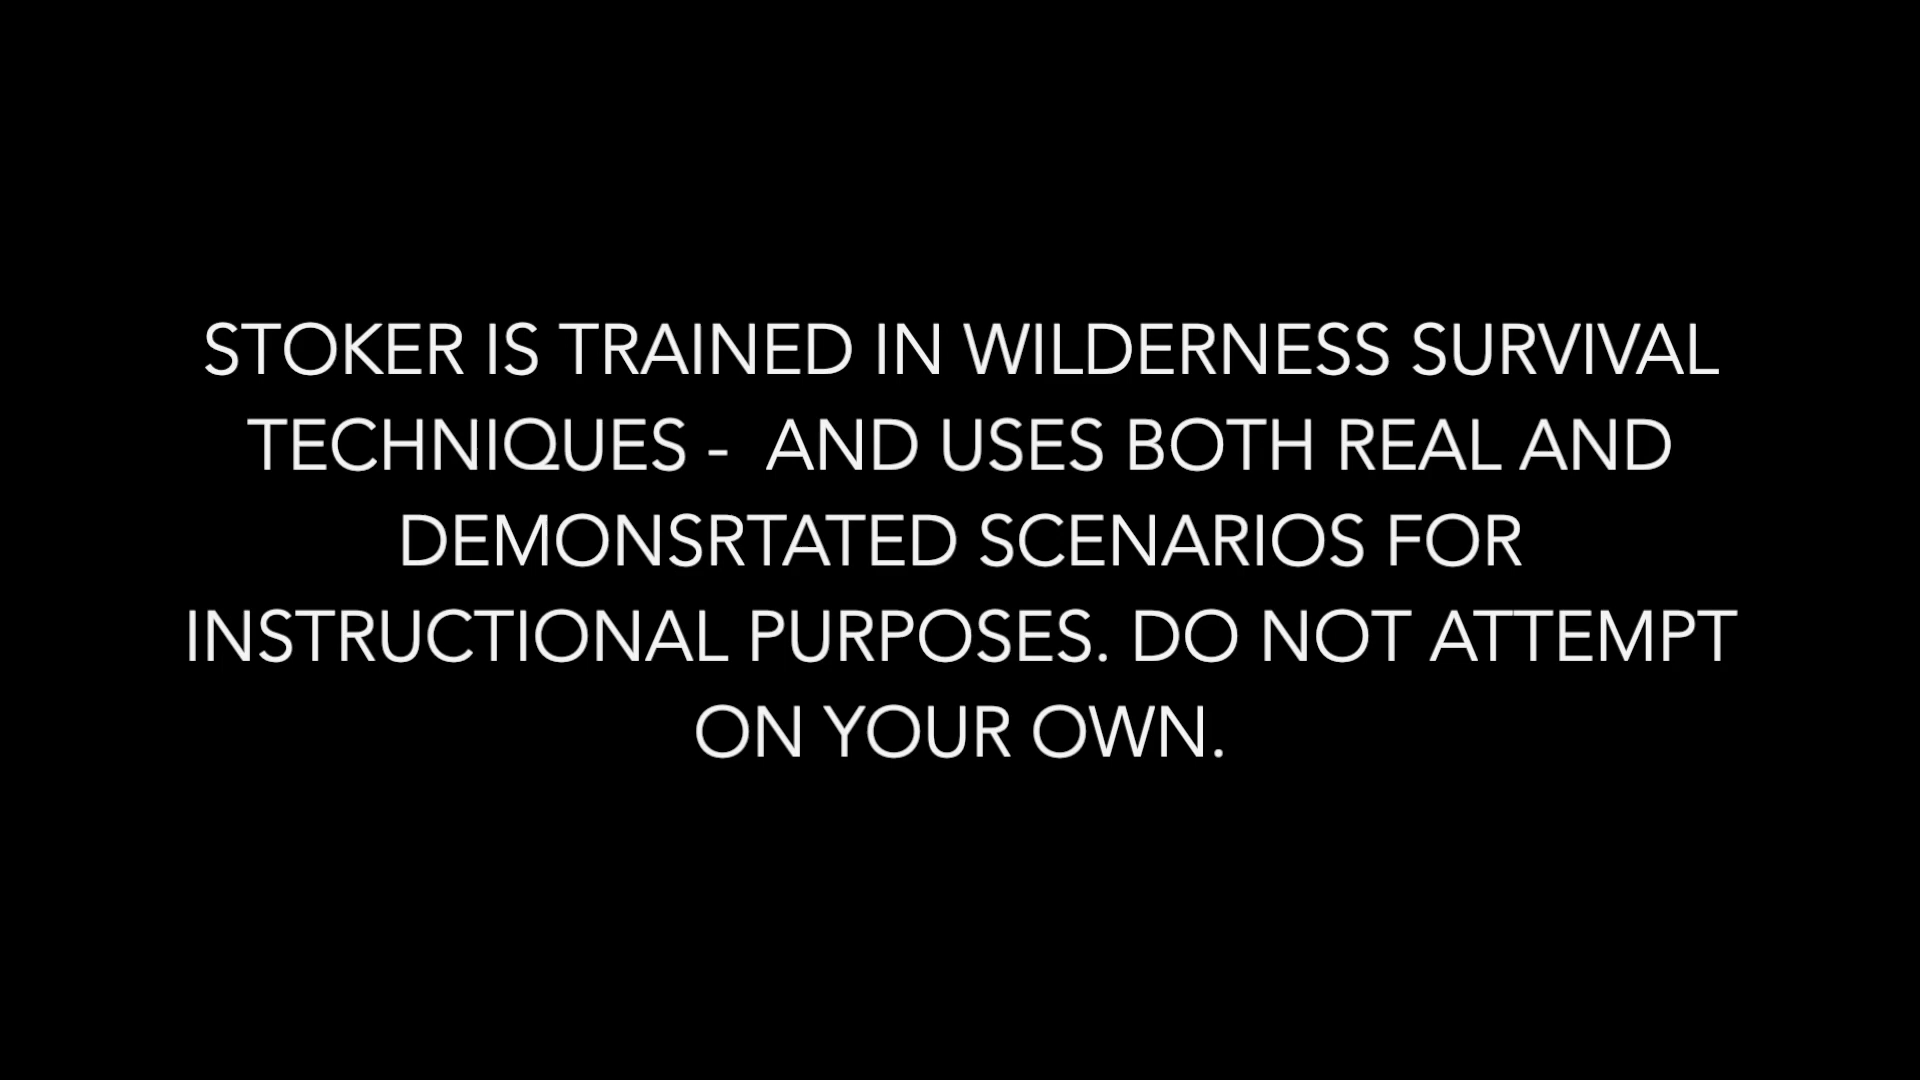 STOKER IS TRAINED IN WILDERNESS SURVIVAL
TECHNIQUES -  AND USES BOTH REAL AND
DEMONSRTATED SCENARIOS FOR
INSTRUCTIONAL PURPOSES. DO NOT ATTEMPT
ON YOUR OWN.